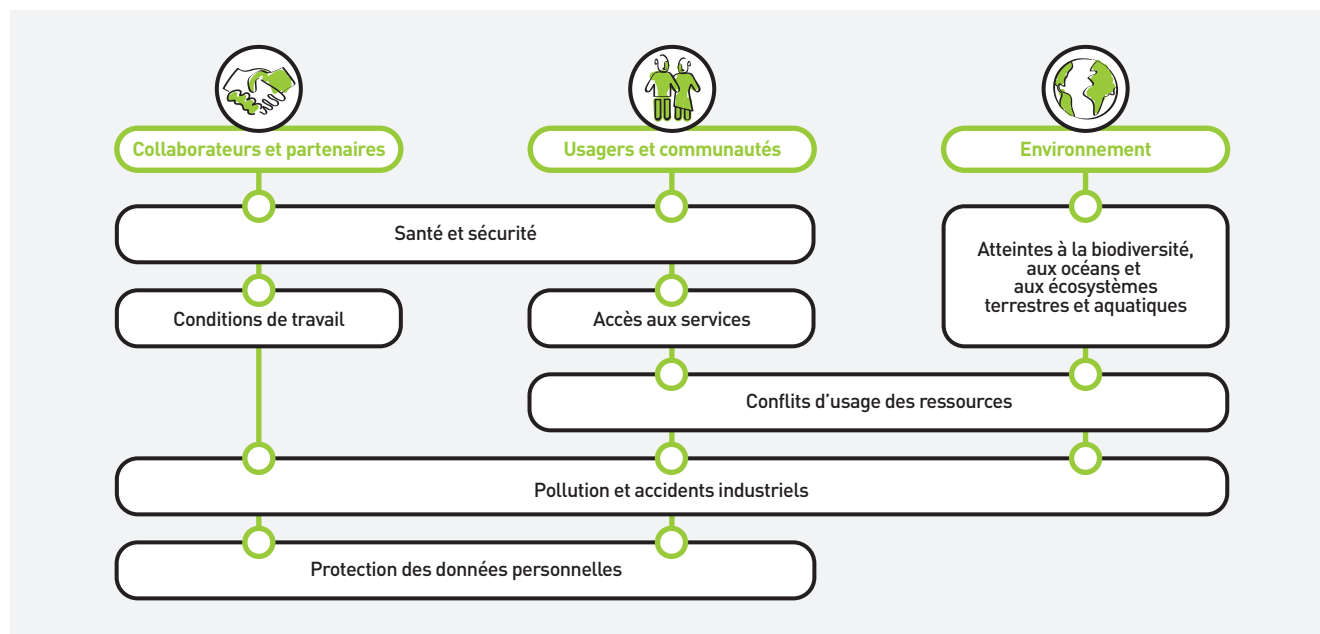 Collaborateurs et partenaires
Usagers et communautés
Environnement
Santé et sécurité
Atteintes à la biodiversité,
aux océans et
aux écosystèmes
terrestres et aquatiques
Conditions de travail
Accès aux services
Conflits d’usage des ressources
Pollution et accidents industriels
Protection des données personnelles